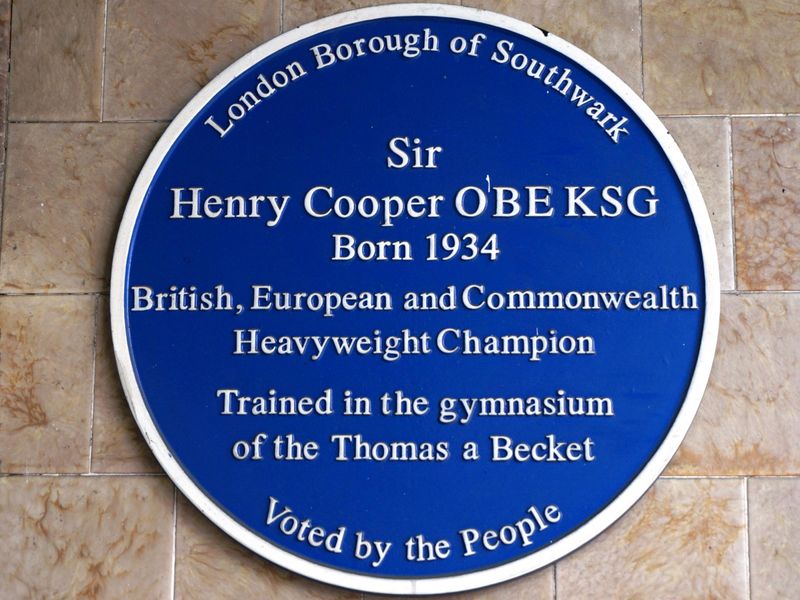 London Borough of Southwark
Sir
Henry Cooper OBE KSG
Born 1934
British, European and Commonwealth
Heavyweight Champion
Trained in the gymnasium
of the Thomas a Becket
Voted by the People